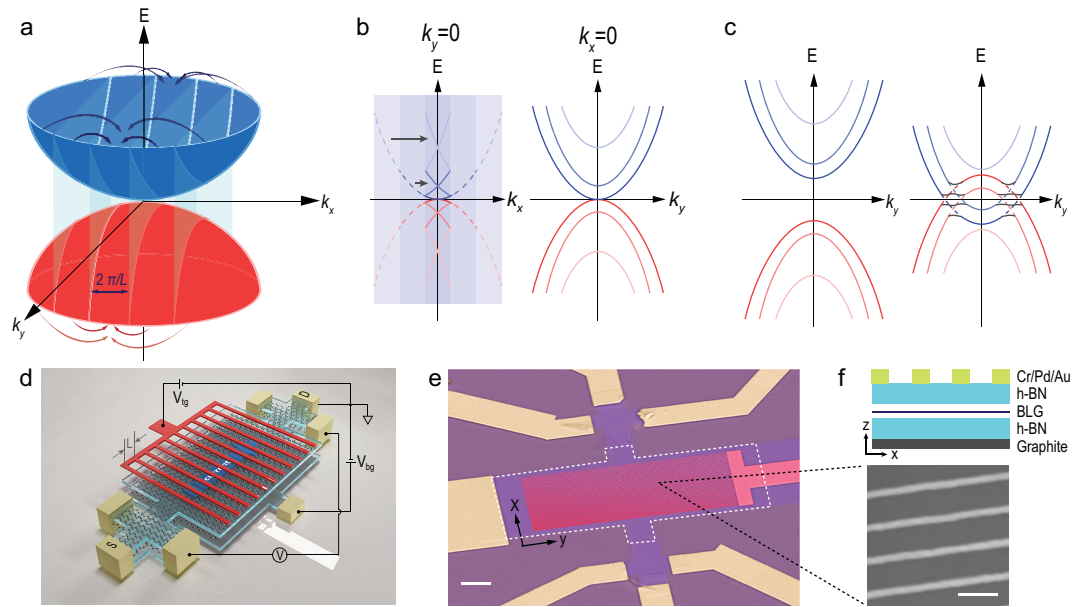 a
E
k_x
2 π/L
k_y
b
k_y=0
E
k_x
k_x=0
E
k_y
c
E
k_y
E
k_y
d
V_tg
L
D
V_bg
S
V
e
X
y
f
Cr/Pd/Au
h-BN
BLG
h-BN
Graphite
z
x